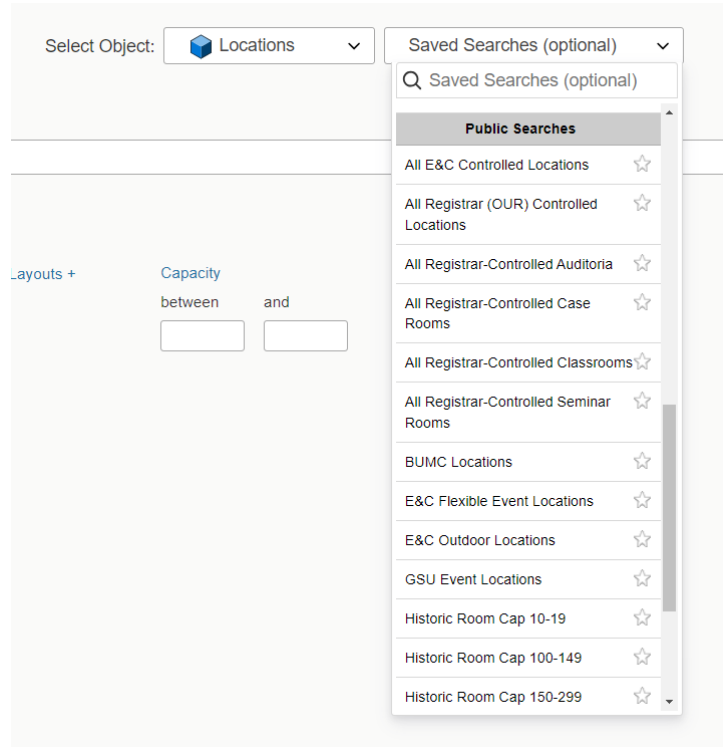 Select Object:
Locations
Saved Searches (optional)
Saved Searches (optional)
Public Searches
All E&C Controlled Locations
All Registrar (OUR) Controlled
Locations
All Registrar-Controlled Auditoria
All Registrar-Controlled Case
Rooms
All Registrar-Controlled Classrooms
All Registrar-Controlled Seminar
Rooms
BUMC Locations
E&C Flexible Event Locations
E&C Outdoor Locations
GSU Event Locations
Historic Room Cap 10-19
Historic Room Cap 100-149
Historic Room Cap 150-299
Layouts +
Capacity
between and